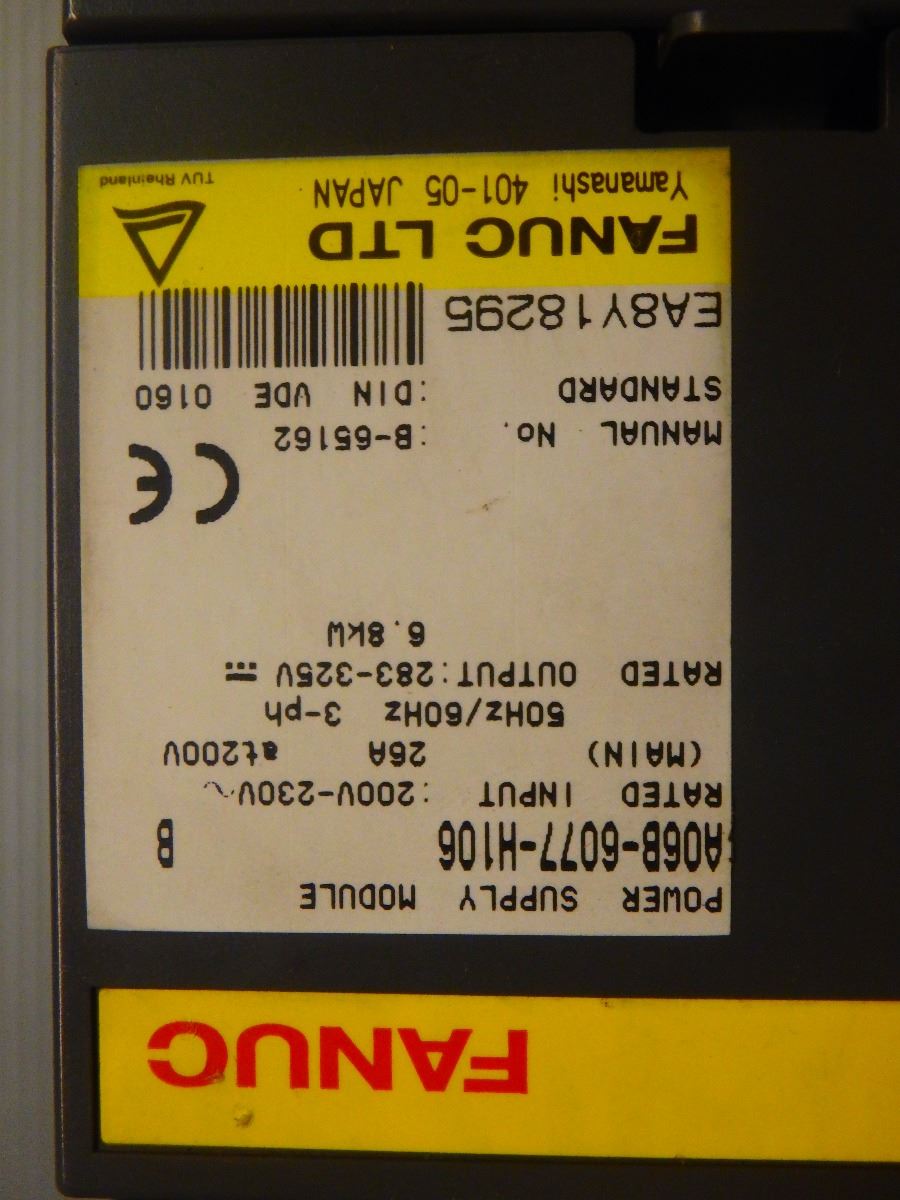 FANUC
POWER SUPPLY MODULE
A06B-6077-H106 B
RATED INPUT :200V-230V~
(MAIN) 26A at200V
50Hz/60Hz 3-ph
RATED OUTPUT:283-325V ⎓
6.8kW
MANUAL No. :B-65162
STANDARD :DIN VDE 0160
CE
EA8Y18295
FANUC LTD
Yamanashi 401-05 JAPAN
TUV Rheinland